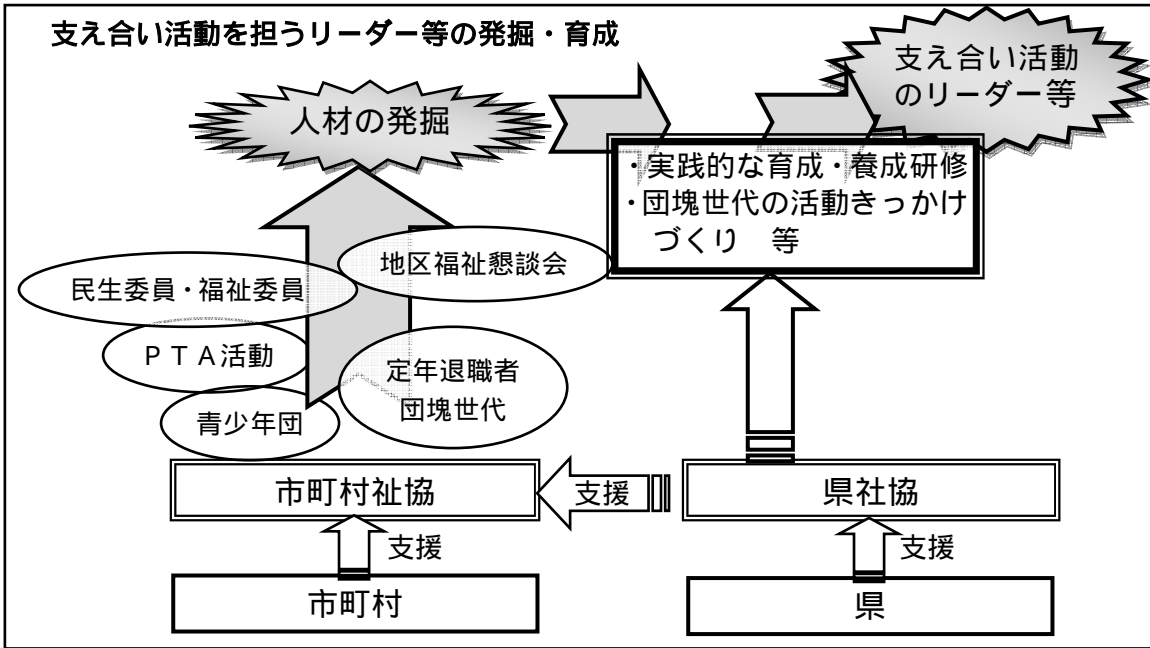 支え合い活動を担うリーダー等の発掘・育成
支え合い活動
のリーダー等
人材の発掘
・実践的な育成・養成研修
・団塊世代の活動きっかけ
づくり 等
地区福祉懇談会
民生委員・福祉委員
PTA活動
定年退職者
団塊世代
青少年団
市町村祉協
支援
県社協
支援
支援
市町村
県